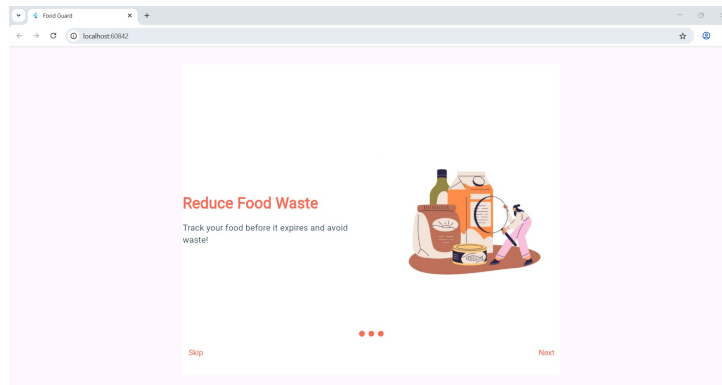 Food Guard
localhost:60842
Reduce Food Waste
Track your food before it expires and avoid
waste!
Skip
Next